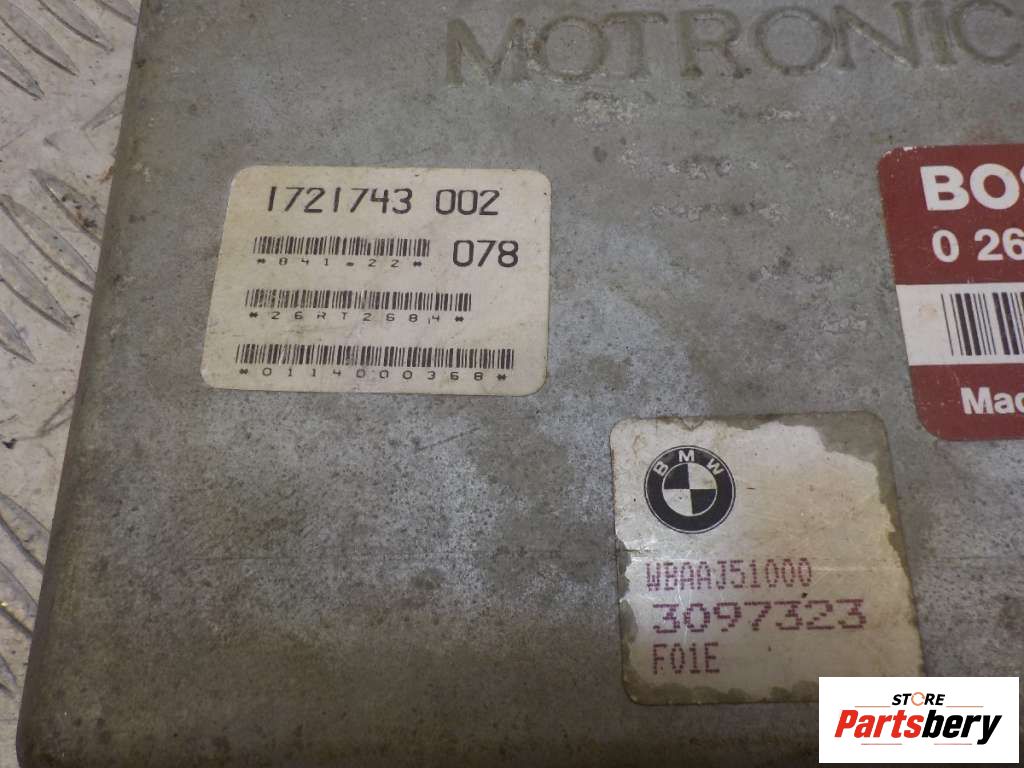 MOTRONIC
1721743 002
078
*841.22*
*26RT2684*
*0114000368*
BOS
0 26
Mad
BMW
WBAAJ51000
3097323
F01E
STORE
Partsbery